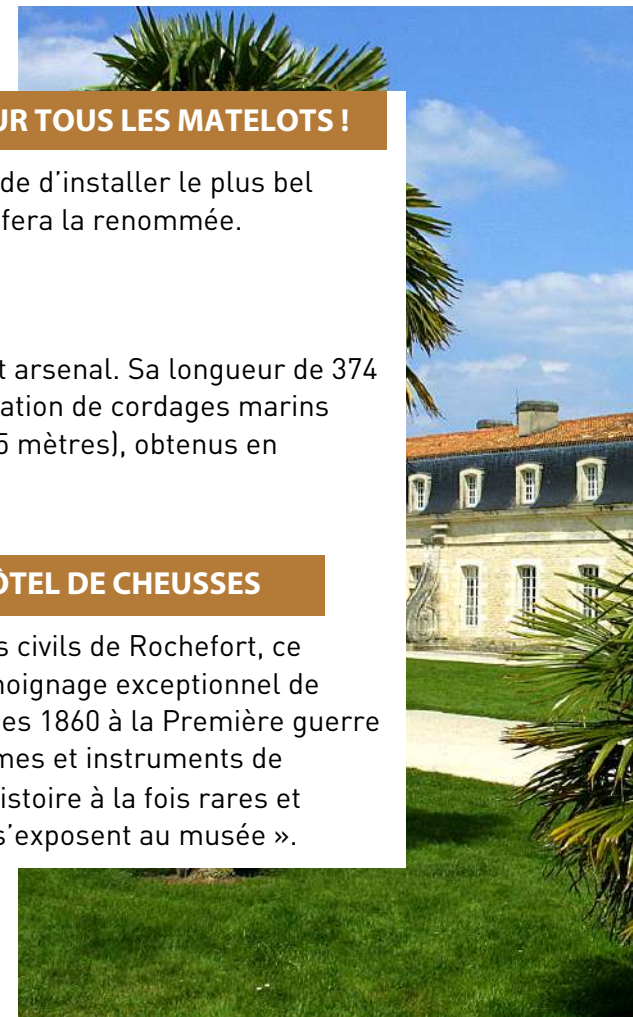 UR TOUS LES MATELOTS !
de d’installer le plus bel
fera la renommée.
t arsenal. Sa longueur de 374
ation de cordages marins
5 mètres), obtenus en
ÔTEL DE CHEUSSES
s civils de Rochefort, ce
moignage exceptionnel de
es 1860 à la Première guerre
mes et instruments de
istoire à la fois rares et
s’exposent au musée ».